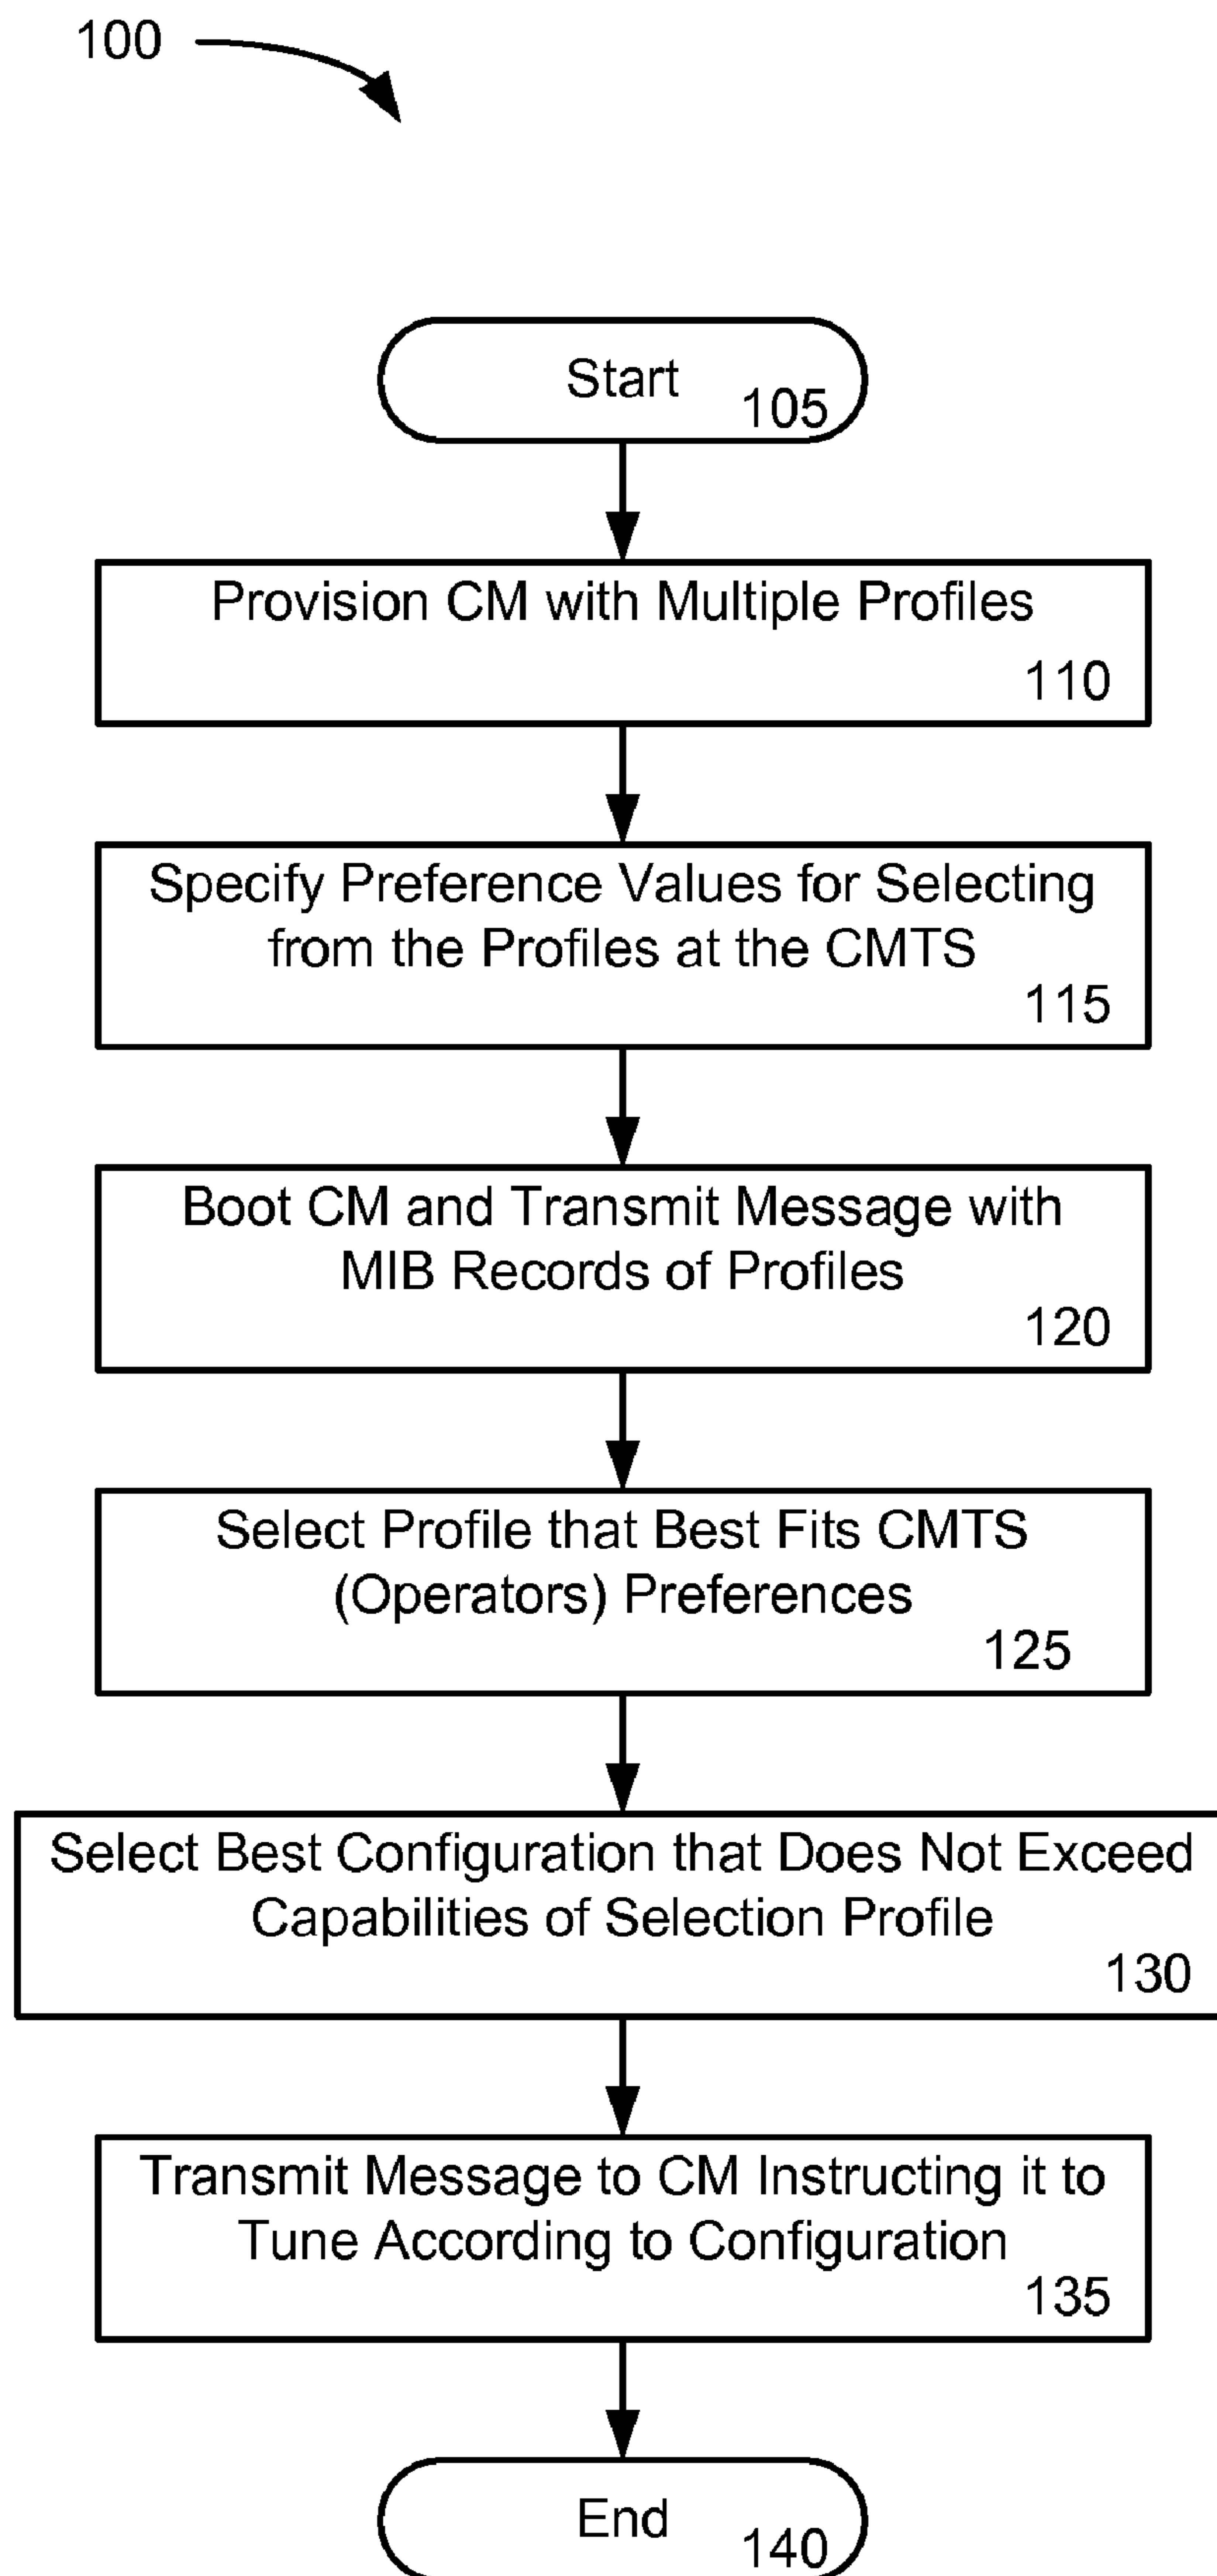 100
Start
105
Provision CM with Multiple Profiles
110
Specify Preference Values for Selecting
from the Profiles at the CMTS
115
Boot CM and Transmit Message with
MIB Records of Profiles
120
Select Profile that Best Fits CMTS
(Operators) Preferences
125
Select Best Configuration that Does Not Exceed
Capabilities of Selection Profile
130
Transmit Message to CM Instructing it to
Tune According to Configuration
135
End
140